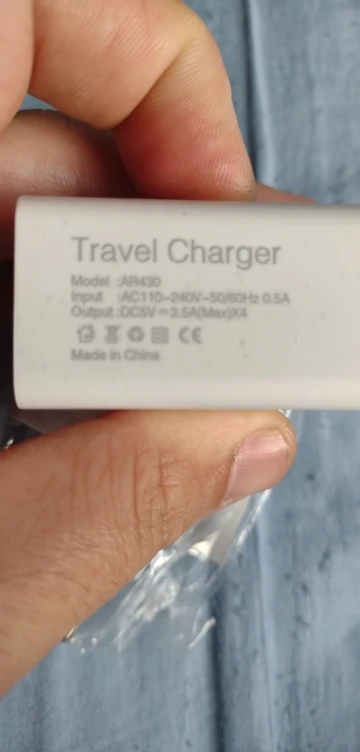 Travel Charger
Model :AR430
Input :AC110-240V-50/60Hz 0.5A
Output:DC5V⎓3.5A(Max)X4
CE
Made in China